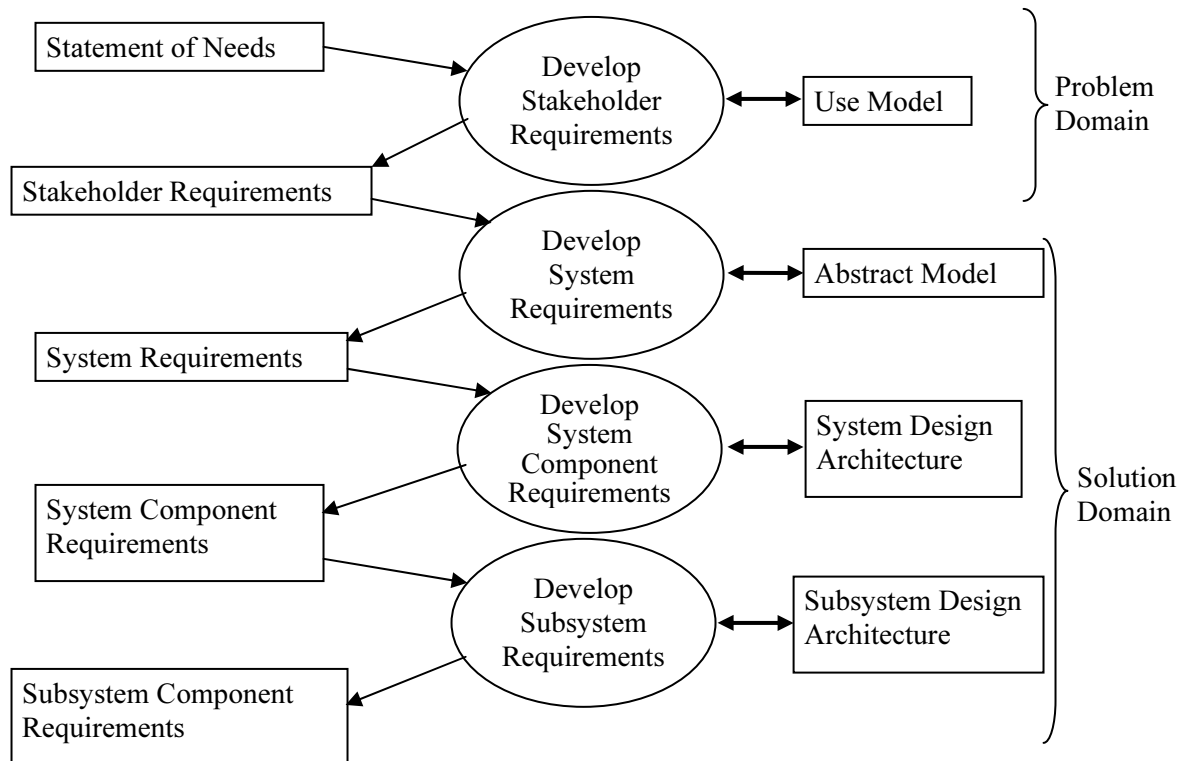 Statement of Needs
Develop
Stakeholder
Requirements
Use Model
Problem
Domain
Stakeholder Requirements
Develop
System
Requirements
Abstract Model
System Requirements
Develop
System
Component
Requirements
System Design
Architecture
Solution
Domain
System Component
Requirements
Develop
Subsystem
Requirements
Subsystem Design
Architecture
Subsystem Component
Requirements